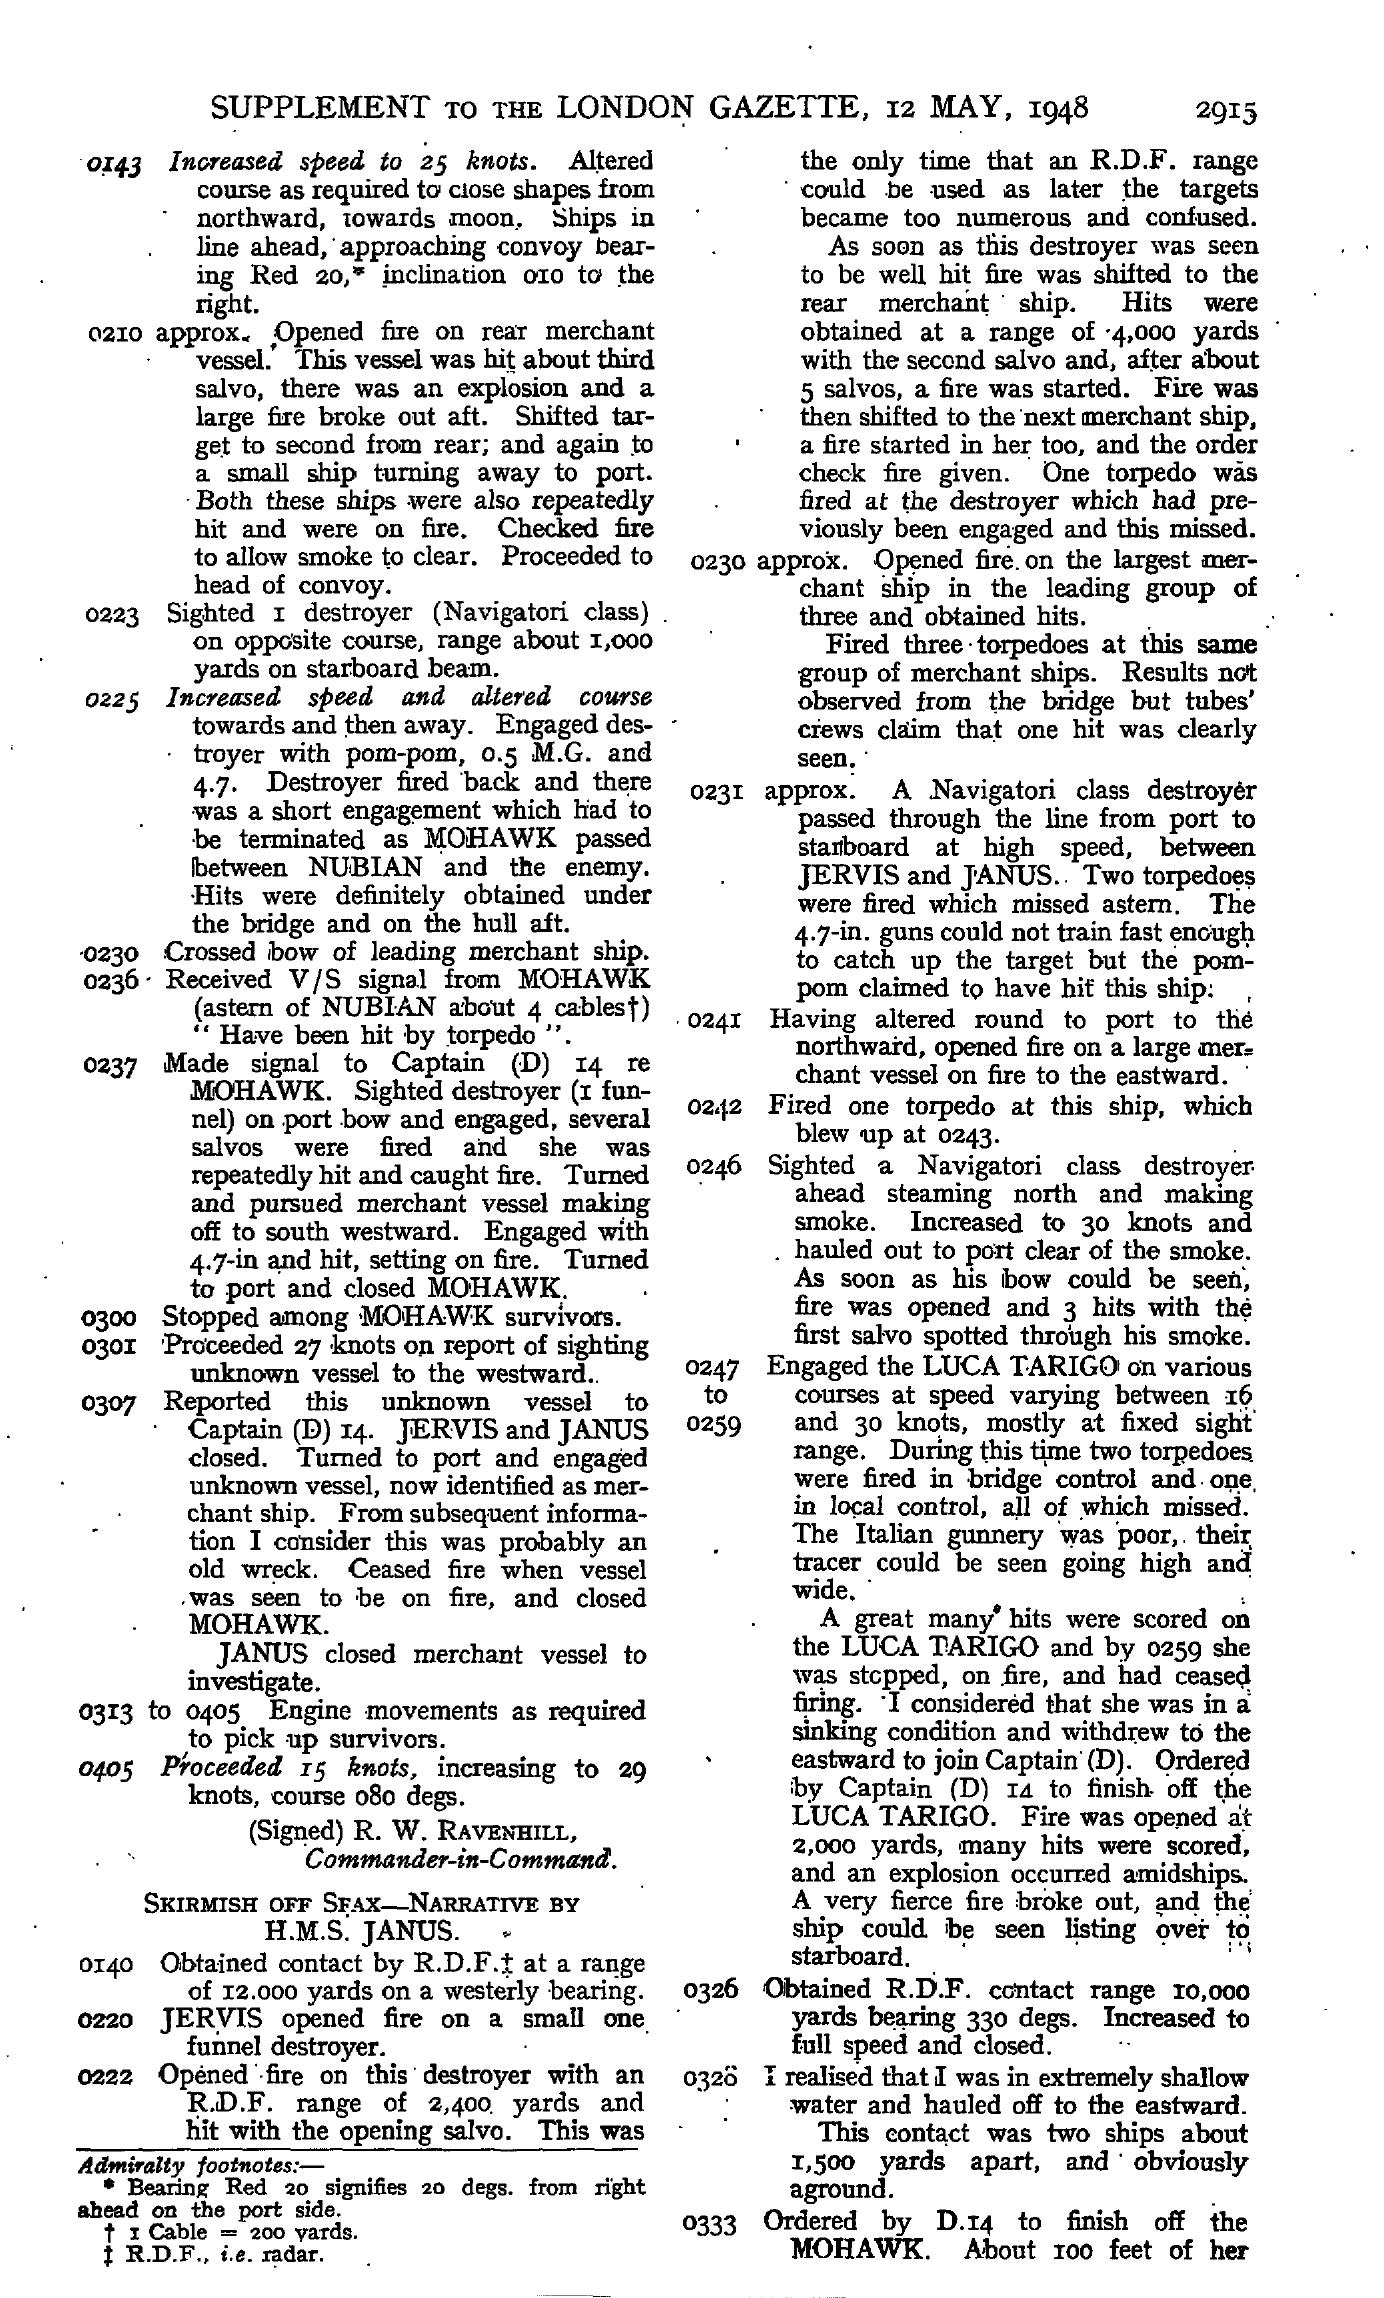 SUPPLEMENT TO THE LONDON GAZETTE, 12 MAY, 1948 2915
0143 Increased speed to 25 knots. Altered
course as required to close shapes from
northward, towards moon. Ships in
line ahead, approaching convoy bear-
ing Red 20,* inclination 010 to the
right.
0210 approx. Opened fire on rear merchant
vessel. This vessel was hit about third
salvo, there was an explosion and a
large fire broke out aft. Shifted tar-
get to second from rear; and again to
a small ship turning away to port.
Both these ships were also repeatedly
hit and were on fire. Checked fire
to allow smoke to clear. Proceeded to
head of convoy.
0223 Sighted 1 destroyer (Navigatori class)
on opposite course, range about 1,000
yards on starboard beam.
0225 Increased speed and altered course
towards and then away. Engaged des-
troyer with pom-pom, 0.5 M.G. and
4.7. Destroyer fired back and there
was a short engagement which had to
be terminated as MOHAWK passed
between NUBIAN and the enemy.
Hits were definitely obtained under
the bridge and on the hull aft.
0230 Crossed bow of leading merchant ship.
0236 Received V/S signal from MOHAWK
(astern of NUBIAN about 4 cables†)
" Have been hit by torpedo ".
0237 Made signal to Captain (D) 14 re
MOHAWK. Sighted destroyer (1 fun-
nel) on port bow and engaged, several
salvos were fired and she was
repeatedly hit and caught fire. Turned
and pursued merchant vessel making
off to south westward. Engaged with
4.7-in and hit, setting on fire. Turned
to port and closed MOHAWK.
0300 Stopped among MOHAWK survivors.
0301 Proceeded 27 knots on report of sighting
unknown vessel to the westward.
0307 Reported this unknown vessel to
Captain (D) 14. JERVIS and JANUS
closed. Turned to port and engaged
unknown vessel, now identified as mer-
chant ship. From subsequent informa-
tion I consider this was probably an
old wreck. Ceased fire when vessel
was seen to be on fire, and closed
MOHAWK.
JANUS closed merchant vessel to
investigate.
0313 to 0405 Engine movements as required
to pick up survivors.
0405 Proceeded 15 knots, increasing to 29
knots, course 080 degs.
(Signed) R. W. RAVENHILL,
Commander-in-Command.
SKIRMISH OFF SFAX—NARRATIVE BY
H.M.S. JANUS.
0140 Obtained contact by R.D.F.‡ at a range
of 12.000 yards on a westerly bearing.
0220 JERVIS opened fire on a small one
funnel destroyer.
0222 Opened fire on this destroyer with an
R.D.F. range of 2,400 yards and
hit with the opening salvo. This was
Admiralty footnotes:—
* Bearing Red 20 signifies 20 degs. from right
ahead on the port side.
† 1 Cable = 200 yards.
‡ R.D.F., i.e. radar.
the only time that an R.D.F. range
could be used as later the targets
became too numerous and confused.
As soon as this destroyer was seen
to be well hit fire was shifted to the
rear merchant ship. Hits were
obtained at a range of 4,000 yards
with the second salvo and, after about
5 salvos, a fire was started. Fire was
then shifted to the next merchant ship,
a fire started in her too, and the order
check fire given. One torpedo was
fired at the destroyer which had pre-
viously been engaged and this missed.
0230 approx. Opened fire on the largest mer-
chant ship in the leading group of
three and obtained hits.
Fired three torpedoes at this same
group of merchant ships. Results not
observed from the bridge but tubes'
crews claim that one hit was clearly
seen.
0231 approx. A Navigatori class destroyer
passed through the line from port to
starboard at high speed, between
JERVIS and JANUS. Two torpedoes
were fired which missed astern. The
4.7-in. guns could not train fast enough
to catch up the target but the pom-
pom claimed to have hit this ship:
0241 Having altered round to port to the
northward, opened fire on a large mer-
chant vessel on fire to the eastward.
0242 Fired one torpedo at this ship, which
blew up at 0243.
0246 Sighted a Navigatori class destroyer
ahead steaming north and making
smoke. Increased to 30 knots and
hauled out to port clear of the smoke.
As soon as his bow could be seen,
fire was opened and 3 hits with the
first salvo spotted through his smoke.
0247 Engaged the LUCA TARIGO on various
to courses at speed varying between 16
0259 and 30 knots, mostly at fixed sight
range. During this time two torpedoes
were fired in bridge control and one
in local control, all of which missed.
The Italian gunnery was poor, their
tracer could be seen going high and
wide.
A great many hits were scored on
the LUCA TARIGO and by 0259 she
was stopped, on fire, and had ceased
firing. I considered that she was in a
sinking condition and withdrew to the
eastward to join Captain (D). Ordered
by Captain (D) 14 to finish off the
LUCA TARIGO. Fire was opened at
2,000 yards, many hits were scored,
and an explosion occurred amidships.
A very fierce fire broke out, and the
ship could be seen listing over to
starboard.
0326 Obtained R.D.F. contact range 10,000
yards bearing 330 degs. Increased to
full speed and closed.
0328 I realised that I was in extremely shallow
water and hauled off to the eastward.
This contact was two ships about
1,500 yards apart, and obviously
aground.
0333 Ordered by D.14 to finish off the
MOHAWK. About 100 feet of her